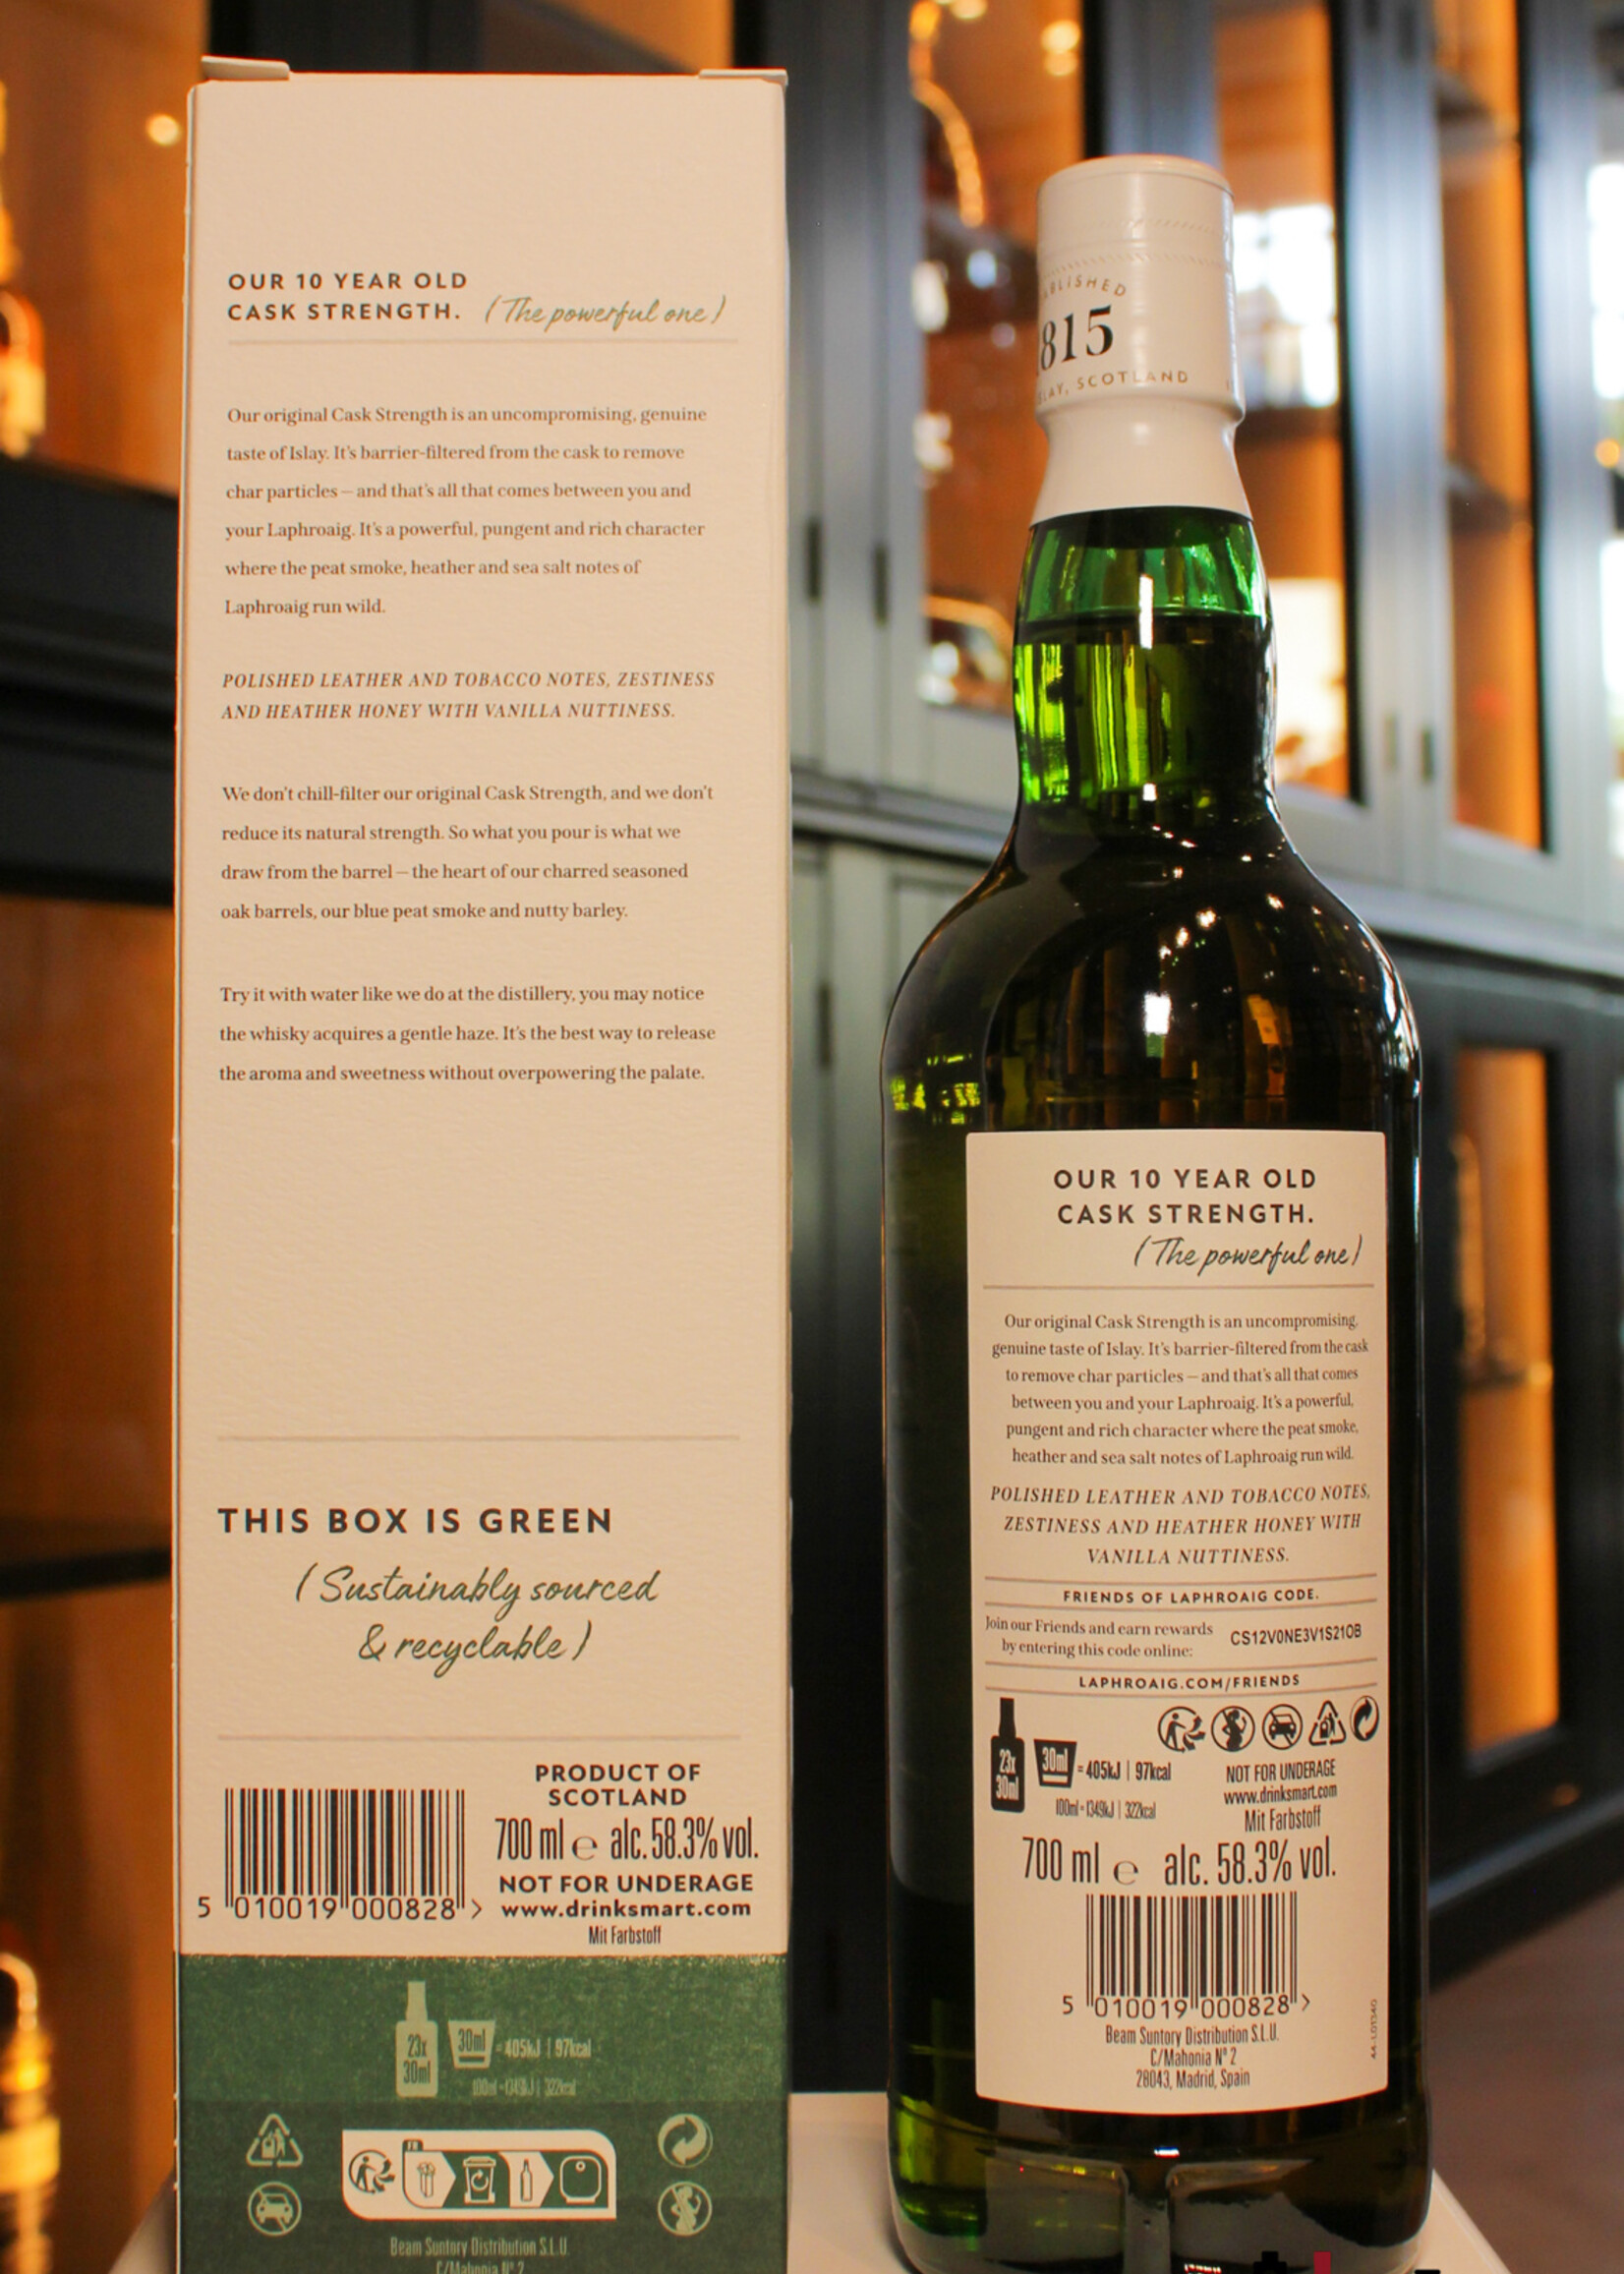 OUR 10 YEAR OLD
CASK STRENGTH. (The powerful one)
Our original Cask Strength is an uncompromising, genuine
taste of Islay. It's barrier-filtered from the cask to remove
char particles – and that's all that comes between you and
your Laphroaig. It's a powerful, pungent and rich character
where the peat smoke, heather and sea salt notes of
Laphroaig run wild.
POLISHED LEATHER AND TOBACCO NOTES, ZESTINESS
AND HEATHER HONEY WITH VANILLA NUTTINESS.
We don't chill-filter our original Cask Strength, and we don't
reduce its natural strength. So what you pour is what we
draw from the barrel – the heart of our charred seasoned
oak barrels, our blue peat smoke and nutty barley.
Try it with water like we do at the distillery, you may notice
the whisky acquires a gentle haze. It's the best way to release
the aroma and sweetness without overpowering the palate.
THIS BOX IS GREEN
(Sustainably sourced
& recyclable)
PRODUCT OF
SCOTLAND
700 ml e alc. 58.3% vol.
NOT FOR UNDERAGE
www.drinksmart.com
Mit Farbstoff
5 010019 000828 >
23x
30ml
30ml = 405kJ | 97kcal
100ml = 1349kJ | 322kcal
FR
Beam Suntory Distribution S.L.U.
C/Mahonia Nº 2
ABLISHED
815
SLAY, SCOTLAND
OUR 10 YEAR OLD
CASK STRENGTH.
(The powerful one)
Our original Cask Strength is an uncompromising,
genuine taste of Islay. It's barrier-filtered from the cask
to remove char particles – and that's all that comes
between you and your Laphroaig. It's a powerful,
pungent and rich character where the peat smoke,
heather and sea salt notes of Laphroaig run wild.
POLISHED LEATHER AND TOBACCO NOTES,
ZESTINESS AND HEATHER HONEY WITH
VANILLA NUTTINESS.
FRIENDS OF LAPHROAIG CODE.
Join our Friends and earn rewards
by entering this code online:
CS12V0NE3V1S210B
LAPHROAIG.COM/FRIENDS
23x
30ml
30ml = 405kJ | 97kcal
100ml = 1349kJ | 322kcal
NOT FOR UNDERAGE
www.drinksmart.com
Mit Farbstoff
700 ml e alc. 58.3% vol.
5 010019 000828 >
Beam Suntory Distribution S.L.U.
C/Mahonia Nº 2
28043, Madrid, Spain